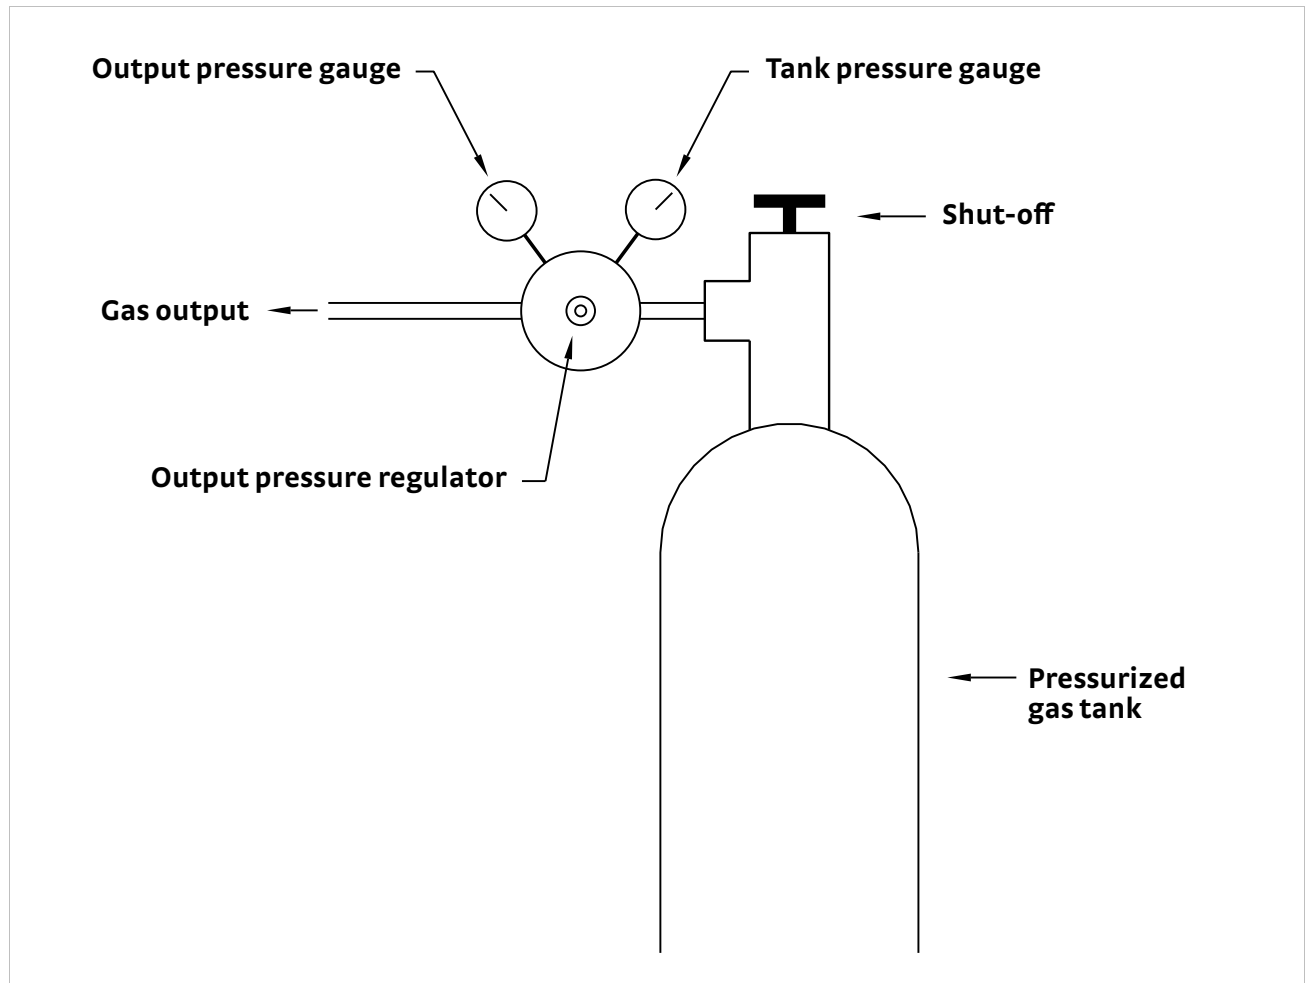 Output pressure gauge
Tank pressure gauge
Shut-off
Gas output
Output pressure regulator
Pressurized
gas tank